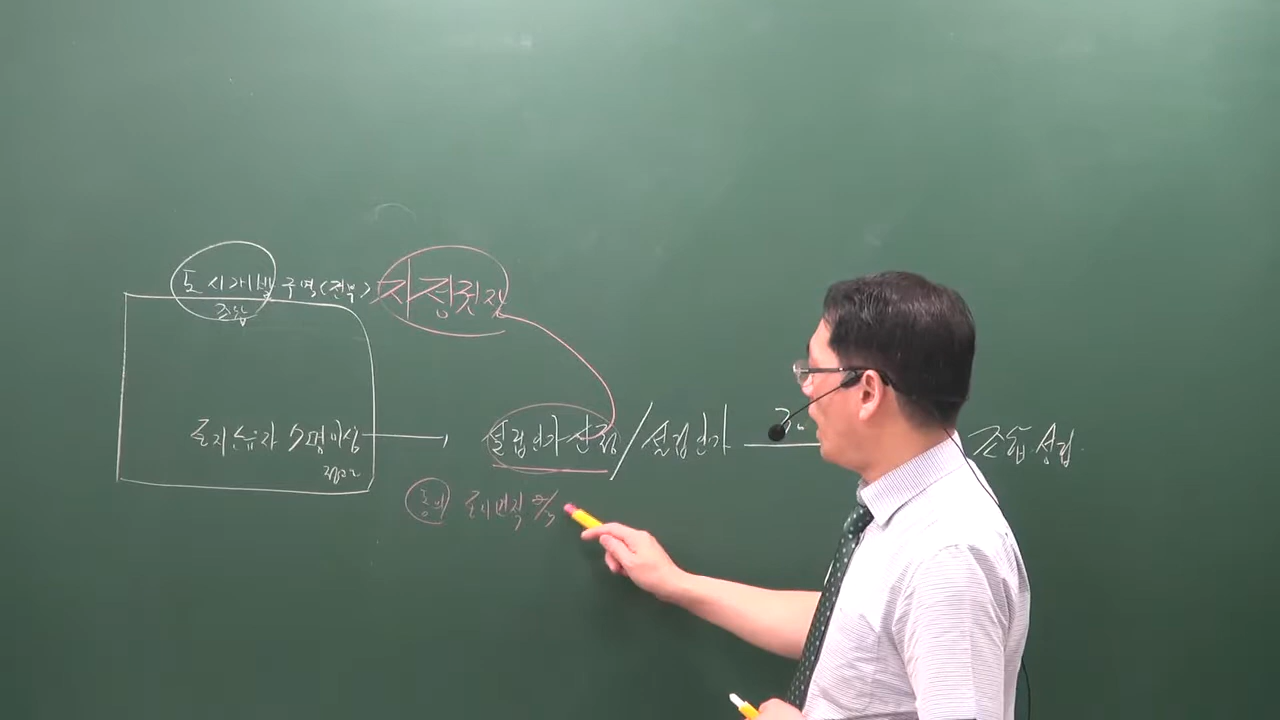 도시개발 구역(전부) 지정권자
조합
토지소유자 7명이상
설립인가 신청/설립인가
조합 성립
동의 토지면적 2/3